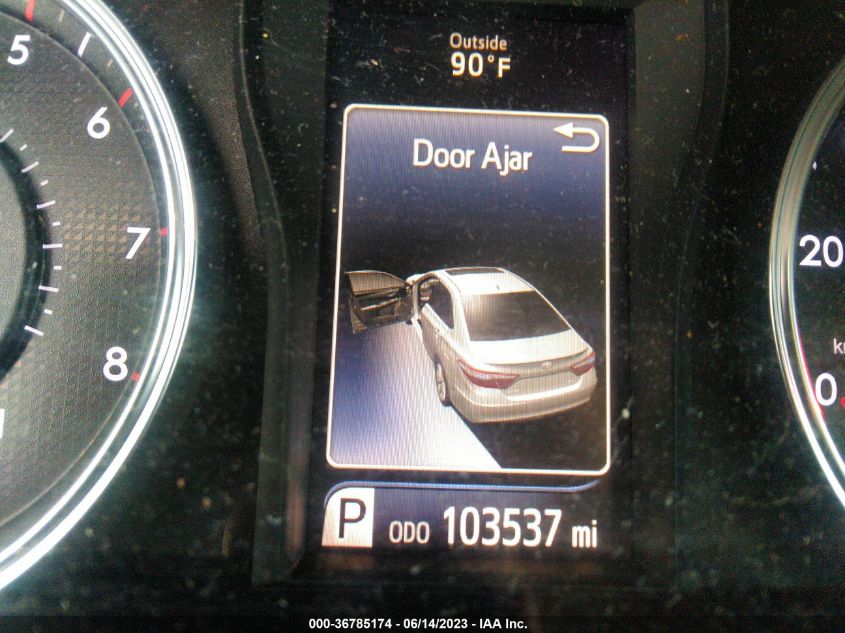 Outside
90°F
Door Ajar
5
6
7
8
1
20
0
P ODO 103537 mi
000-36785174 - 06/14/2023 - IAA Inc.